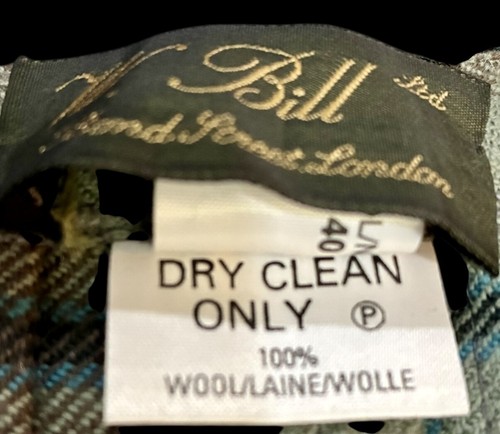 W. Bill Ltd
Bond Street London
L/
40
DRY CLEAN
ONLY Ⓟ
100%
WOOL/LAINE/WOLLE